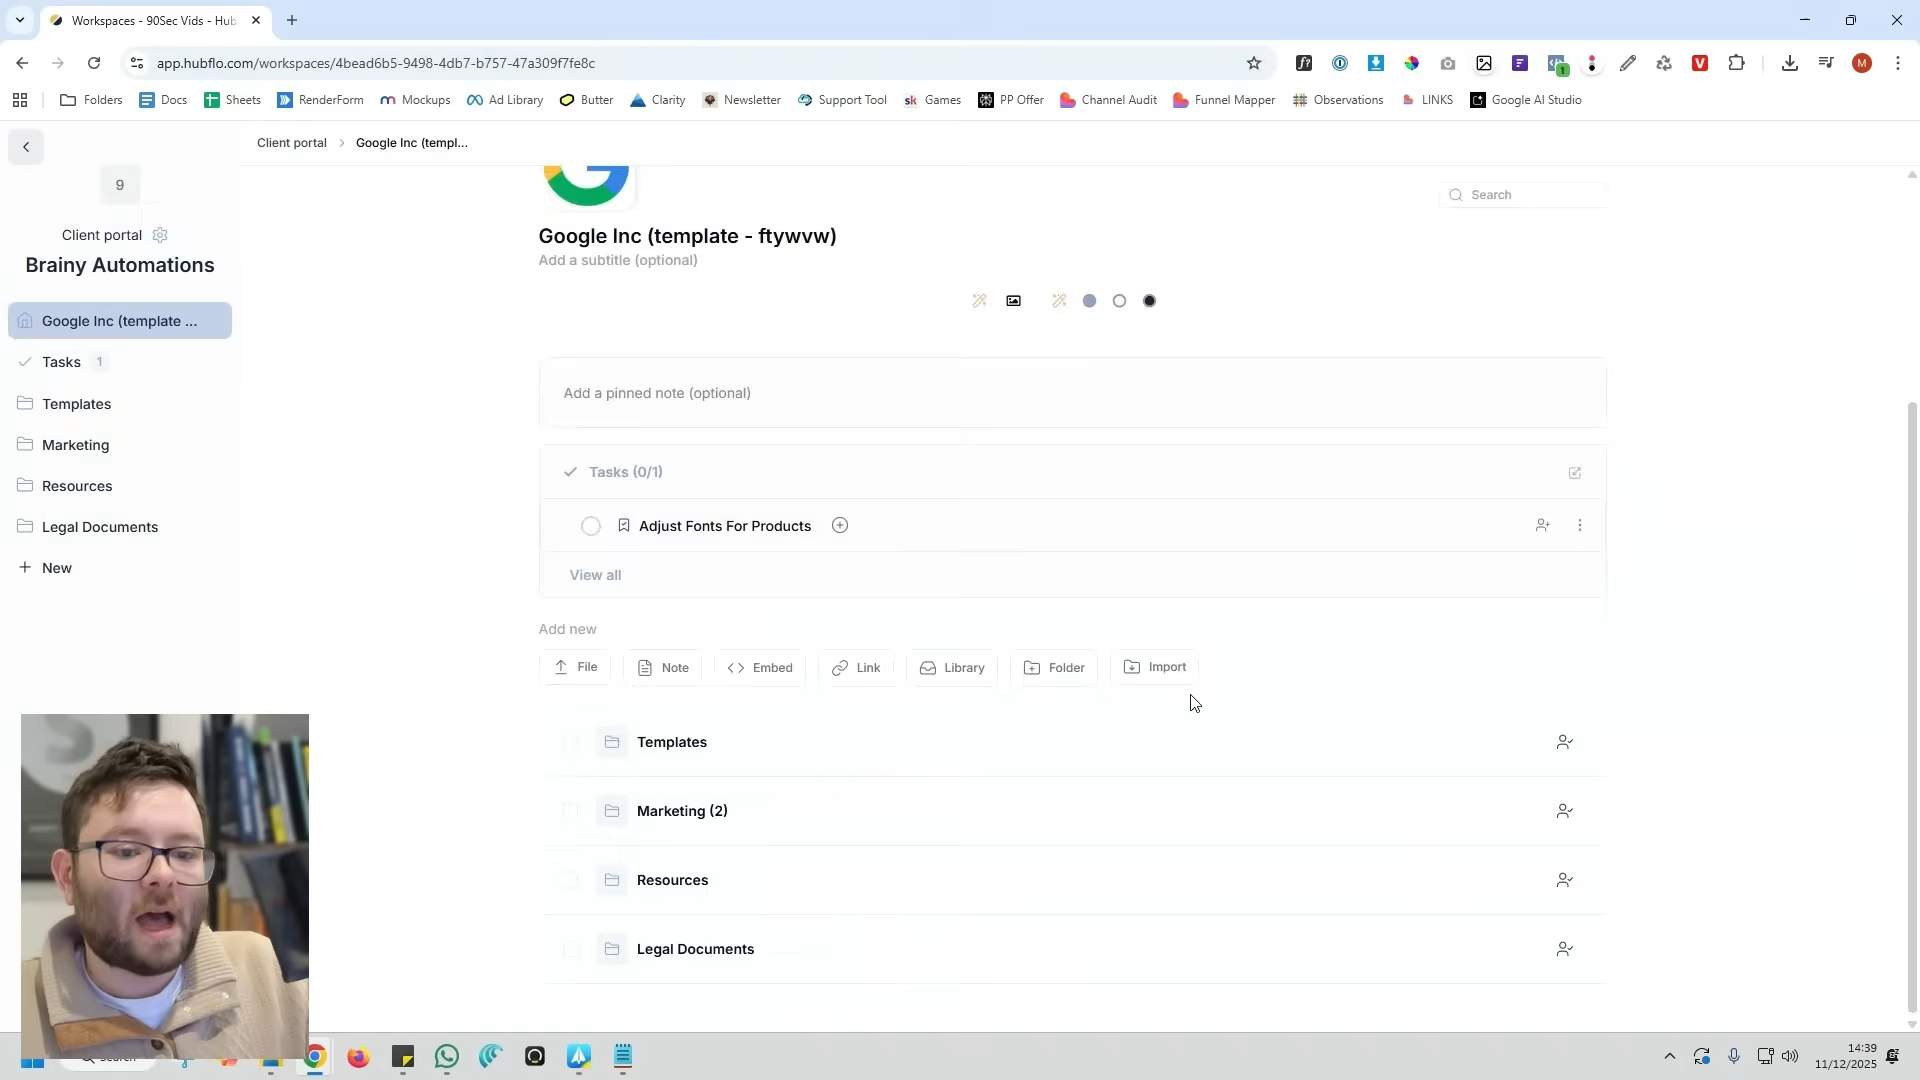 Workspaces - 90Sec Vids - Hub
app.hubflo.com/workspaces/4bead6b5-9498-4db7-b757-47a309f7fe8c
Folders
Docs
Sheets
RenderForm
Mockups
Ad Library
Butter
Clarity
Newsletter
Support Tool
Games
PP Offer
Channel Audit
Funnel Mapper
Observations
LINKS
Google AI Studio
Client portal
Google Inc (templ...
9
Client portal
Brainy Automations
Google Inc (template ...
Tasks 1
Templates
Marketing
Resources
Legal Documents
New
Search
Google Inc (template - ftywvw)
Add a subtitle (optional)
Add a pinned note (optional)
Tasks (0/1)
Adjust Fonts For Products
View all
Add new
File
Note
Embed
Link
Library
Folder
Import
Templates
Marketing (2)
Resources
Legal Documents
14:39
11/12/2025